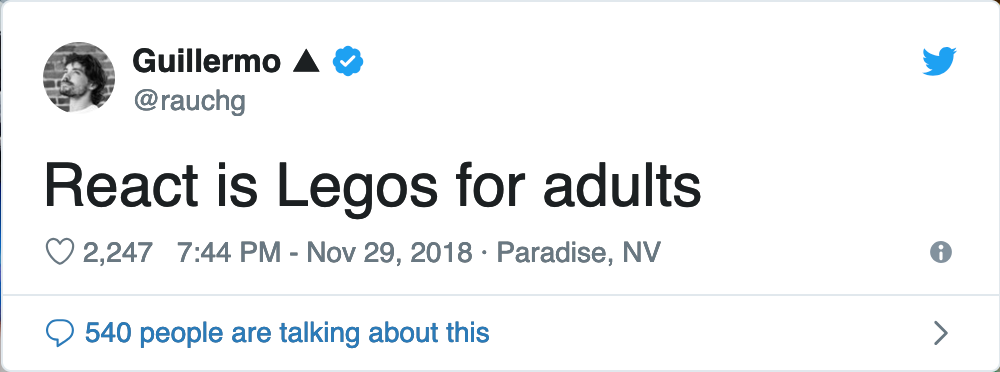 Guillermo ▲
@rauchg
React is Legos for adults
2,247 7:44 PM - Nov 29, 2018 · Paradise, NV
540 people are talking about this